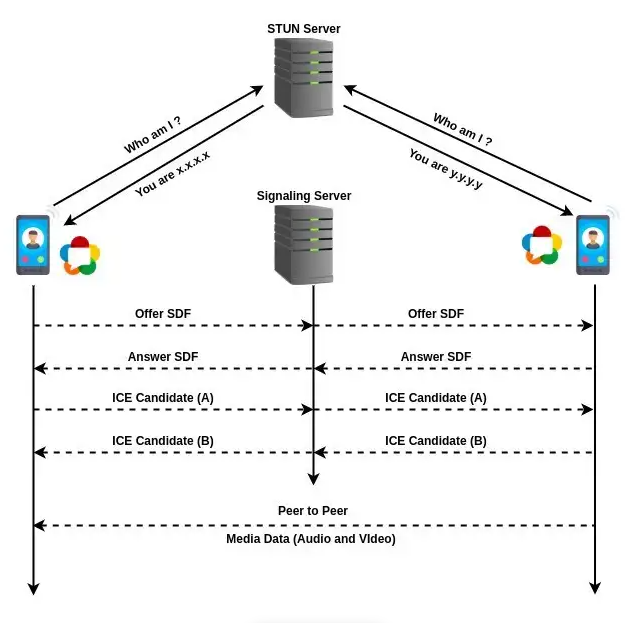 STUN Server
Who am I ?
You are x.x.x.x
Who am I ?
You are y.y.y.y
Signaling Server
Offer SDF
Offer SDF
Answer SDF
Answer SDF
ICE Candidate (A)
ICE Candidate (A)
ICE Candidate (B)
ICE Candidate (B)
Peer to Peer
Media Data (Audio and VIdeo)